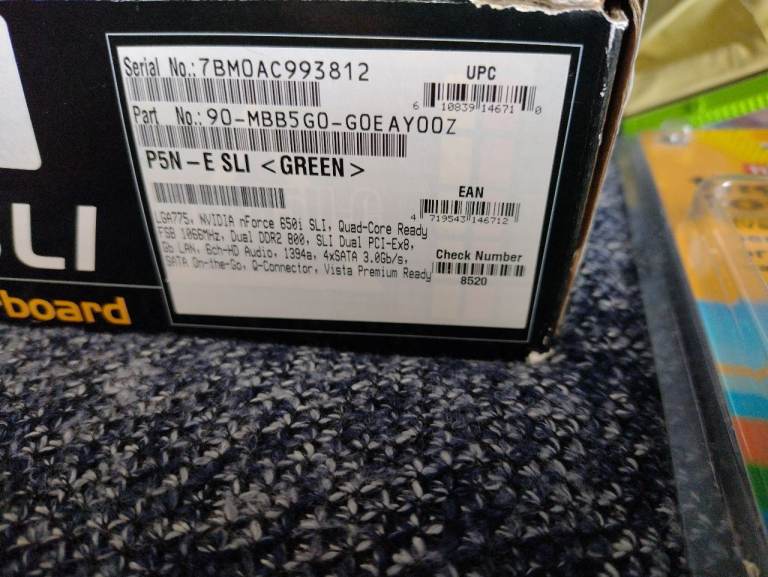 Serial No.:7BM0AC993812
UPC
6 10839 14671 0
Part No.: 90-MBB5G0-G0EAY00Z
P5N-E SLI <GREEN>
EAN
4 719543 146712
LGA775, NVIDIA nForce 650i SLI, Quad-Core Ready
FSB 1066MHz, Dual DDR2 800, SLI Dual PCI-Ex8,
Gb LAN, 6ch-HD Audio, 1394a, 4xSATA 3.0Gb/s,
SATA On-the-Go, Q-Connector, Vista Premium Ready
Check Number
8520
SLI
rboard